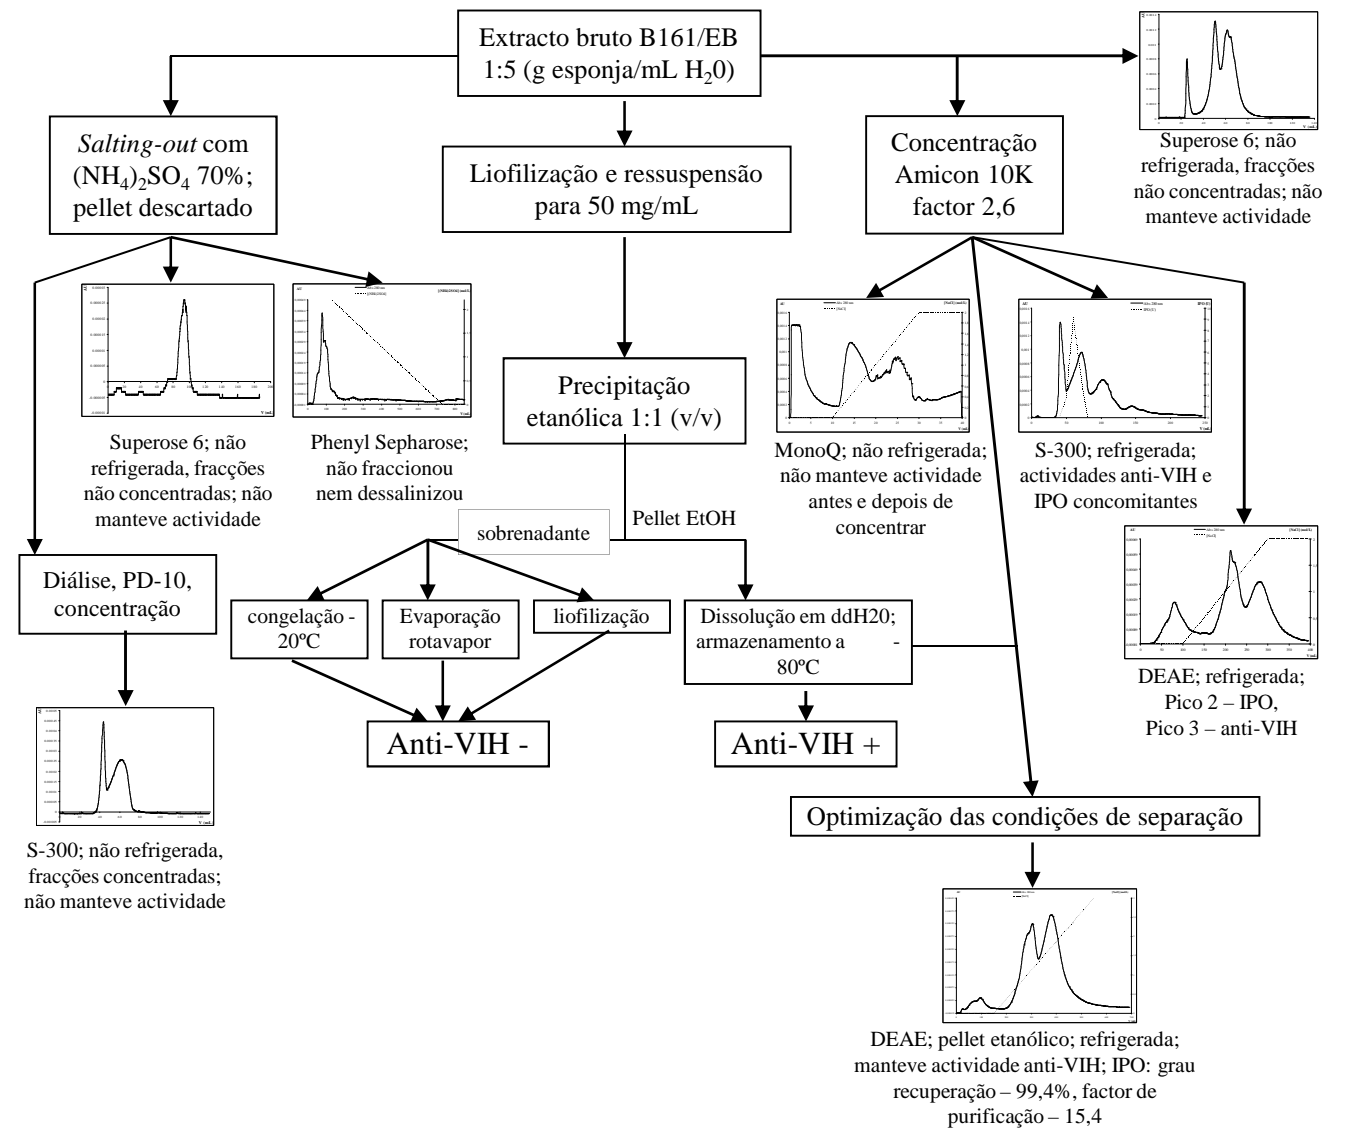 Extracto bruto B161/EB
1:5 (g esponja/mL H₂0)
Salting-out com
(NH₄)₂SO₄ 70%;
pellet descartado
Liofilização e ressuspensão
para 50 mg/mL
Concentração
Amicon 10K
factor 2,6
Superose 6; não
refrigerada, fracções
não concentradas; não
manteve actividade
Superose 6; não
refrigerada, fracções
não concentradas; não
manteve actividade
Phenyl Sepharose;
não fraccionou
nem dessalinizou
Precipitação
etanólica 1:1 (v/v)
MonoQ; não refrigerada;
não manteve actividade
antes e depois de
concentrar
S-300; refrigerada;
actividades anti-VIH e
IPO concomitantes
sobrenadante
Pellet EtOH
Diálise, PD-10,
concentração
congelação -
20ºC
Evaporação
rotavapor
liofilização
Dissolução em ddH20;
armazenamento a -
80ºC
DEAE; refrigerada;
Pico 2 – IPO,
Pico 3 – anti-VIH
Anti-VIH -
Anti-VIH +
Optimização das condições de separação
S-300; não refrigerada,
fracções concentradas;
não manteve actividade
DEAE; pellet etanólico; refrigerada;
manteve actividade anti-VIH; IPO: grau
recuperação – 99,4%, factor de
purificação – 15,4